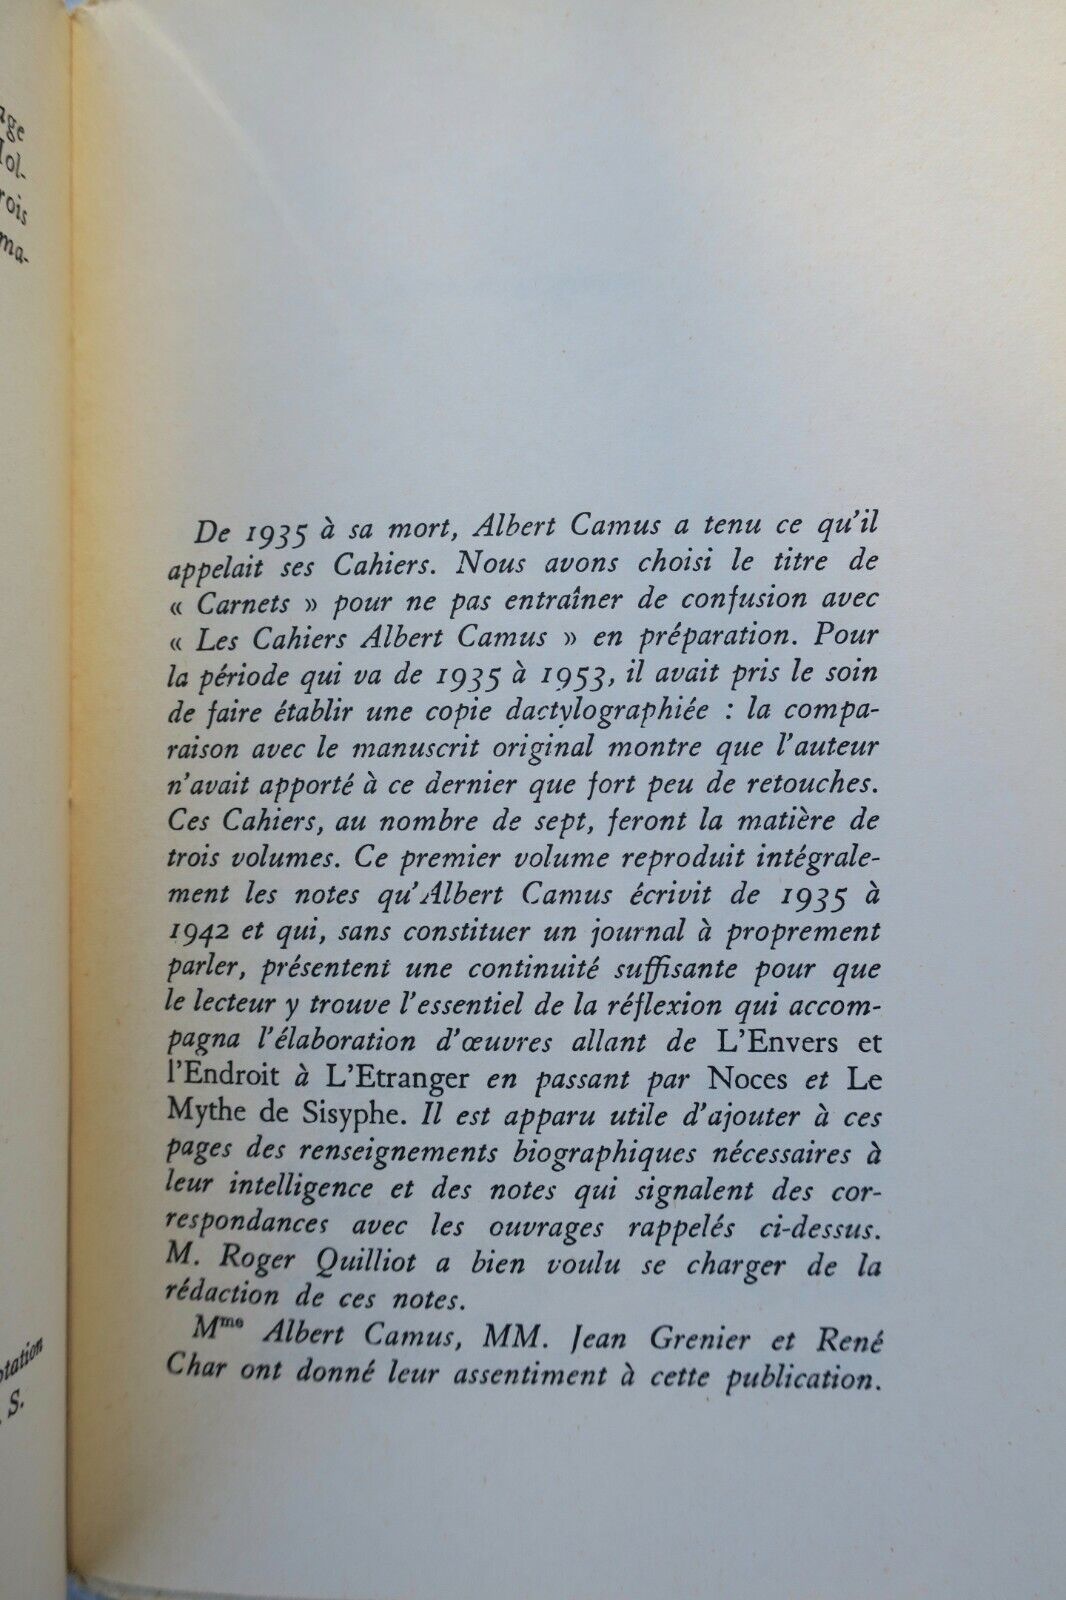 age
ol-
rois
ma-
De 1935 à sa mort, Albert Camus a tenu ce qu'il
appelait ses Cahiers. Nous avons choisi le titre de
« Carnets » pour ne pas entraîner de confusion avec
« Les Cahiers Albert Camus » en préparation. Pour
la période qui va de 1935 à 1953, il avait pris le soin
de faire établir une copie dactylographiée : la compa-
raison avec le manuscrit original montre que l'auteur
n'avait apporté à ce dernier que fort peu de retouches.
Ces Cahiers, au nombre de sept, feront la matière de
trois volumes. Ce premier volume reproduit intégrale-
ment les notes qu'Albert Camus écrivit de 1935 à
1942 et qui, sans constituer un journal à proprement
parler, présentent une continuité suffisante pour que
le lecteur y trouve l'essentiel de la réflexion qui accom-
pagna l'élaboration d'œuvres allant de L'Envers et
l'Endroit à L'Etranger en passant par Noces et Le
Mythe de Sisyphe. Il est apparu utile d'ajouter à ces
pages des renseignements biographiques nécessaires à
leur intelligence et des notes qui signalent des cor-
respondances avec les ouvrages rappelés ci-dessus.
M. Roger Quilliot a bien voulu se charger de la
rédaction de ces notes.
Mme Albert Camus, MM. Jean Grenier et René
Char ont donné leur assentiment à cette publication.
tation
S.